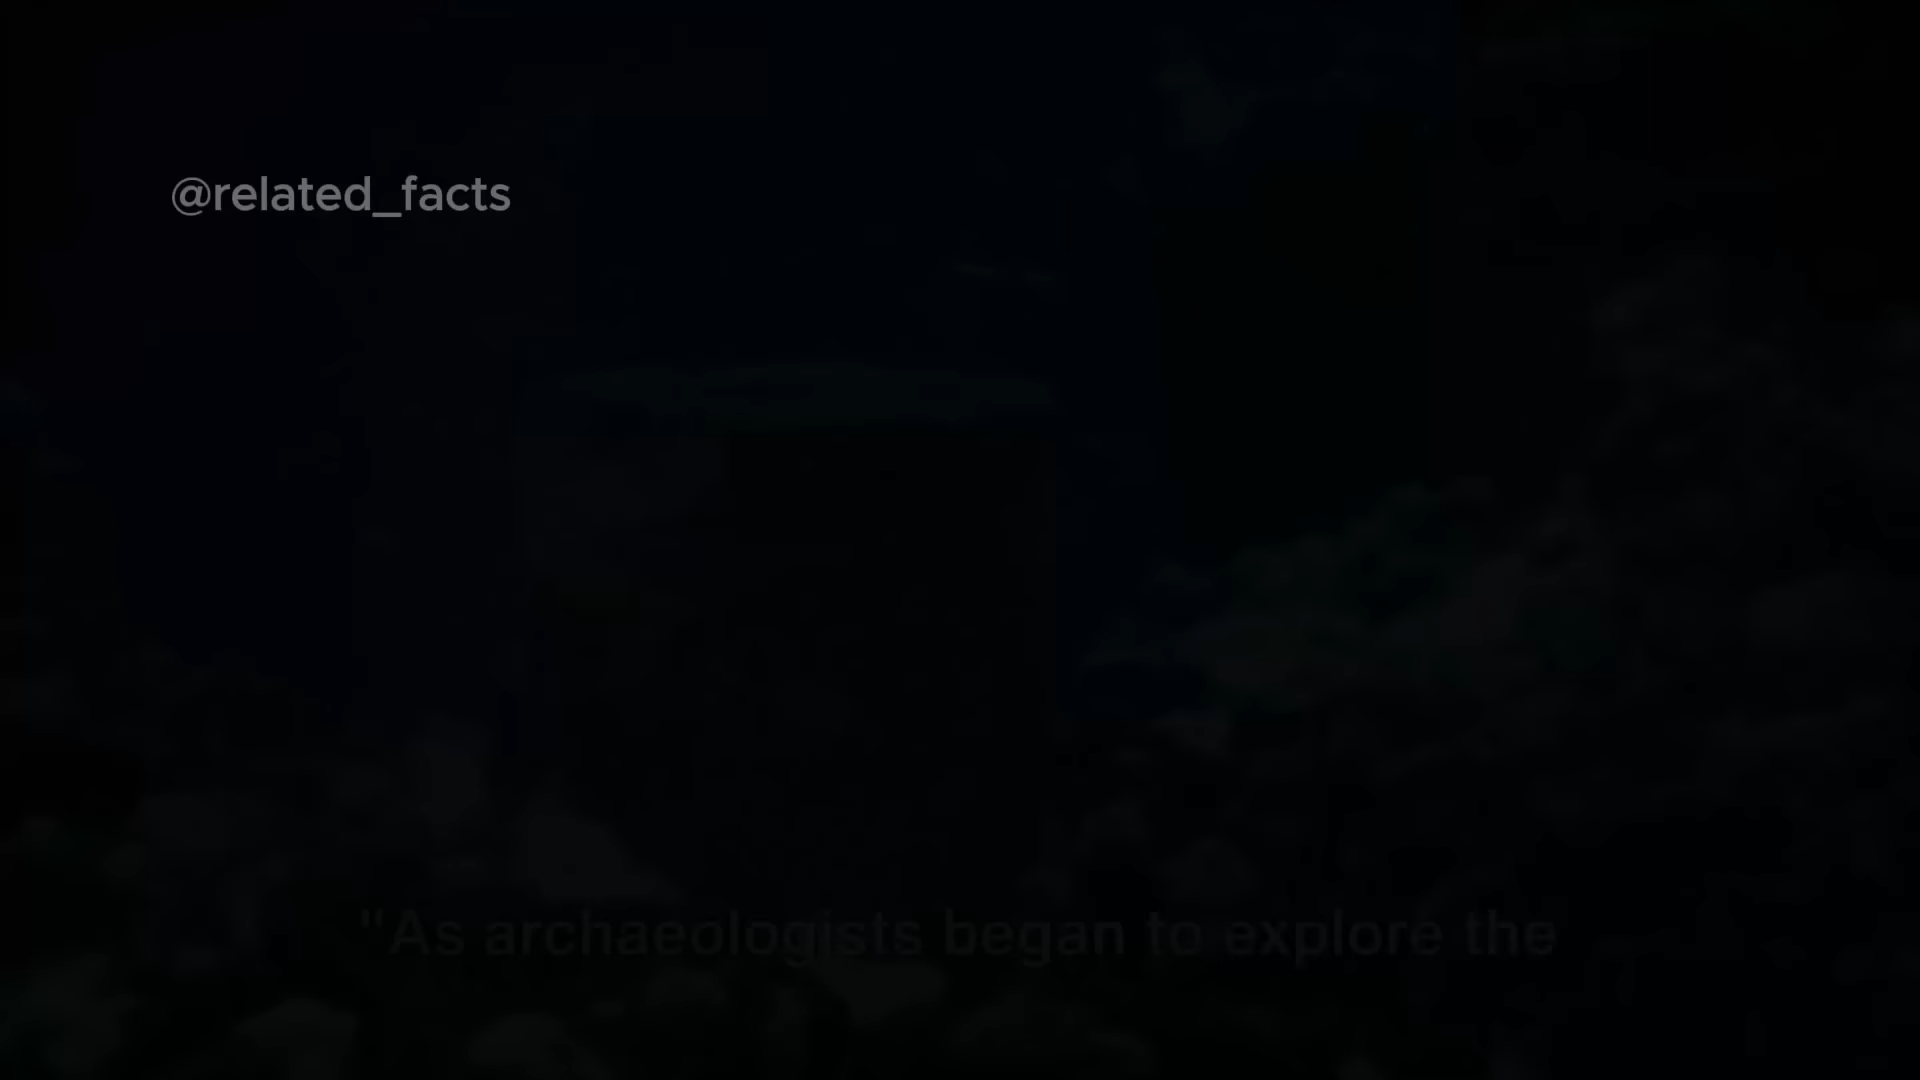 @related_facts
"As archaeologists began to explore the